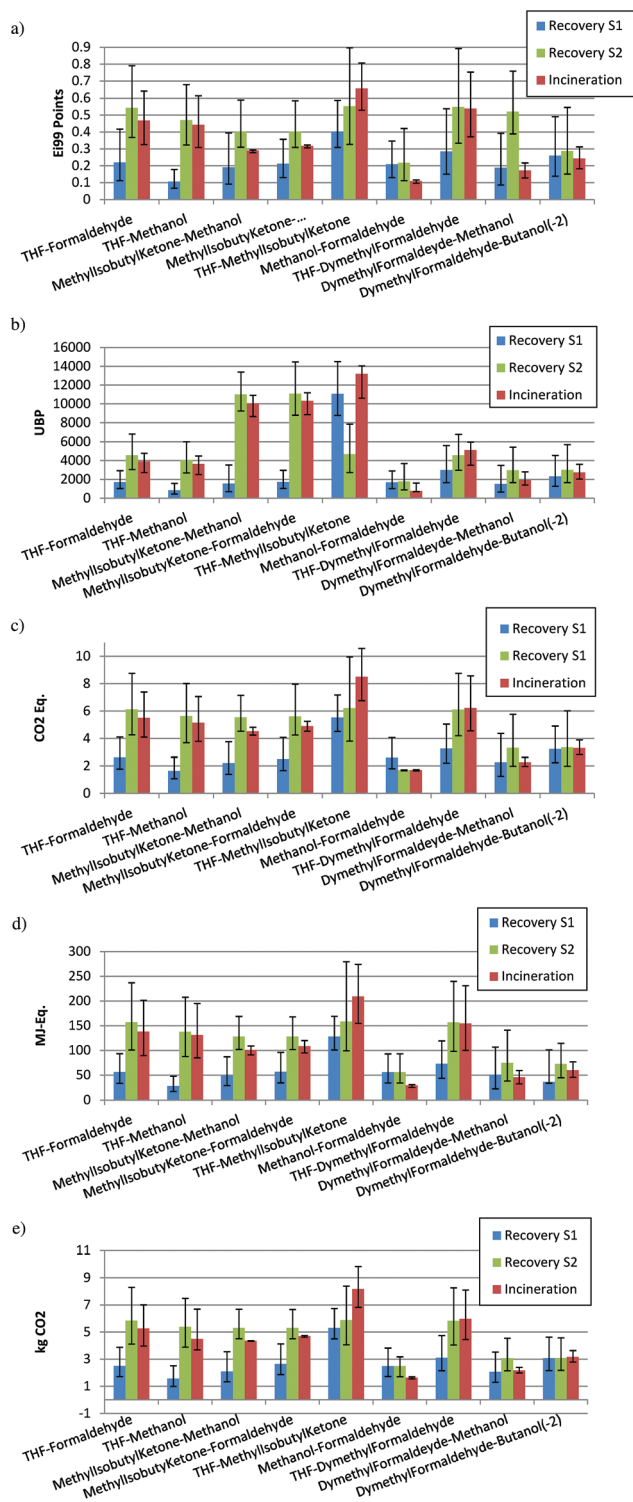 a)
Recovery S1
Recovery S2
Incineration
Ei99 Points
0.9
0.8
0.7
0.6
0.5
0.4
0.3
0.2
0.1
0
THF-Formaldehyde
THF-Methanol
MethylIsobutylKetone-Methanol
MethylIsobutyKetone-...
THF-MethylIsobutylKetone
Methanol-Formaldehyde
THF-DymethylFormaldehyde
DymethylFormaldeyde-Methanol
DymethylFormaldehyde-Butanol(-2)
b)
Recovery S1
Recovery S2
Incineration
UBP
16000
14000
12000
10000
8000
6000
4000
2000
0
THF-Formaldehyde
THF-Methanol
MethylIsobutylKetone-Methanol
MethylIsobutyKetone-Formaldehyde
THF-MethylIsobutylKetone
Methanol-Formaldehyde
THF-DymethylFormaldehyde
DymethylFormaldeyde-Methanol
DymethylFormaldehyde-Butanol(-2)
c)
Recovery S1
Recovery S1
Incineration
CO2 Eq.
10
8
6
4
2
0
THF-Formaldehyde
THF-Methanol
MethylIsobutylKetone-Methanol
MethylIsobutyKetone-Formaldehyde
THF-MethylIsobutylKetone
Methanol-Formaldehyde
THF-DymethylFormaldehyde
DymethylFormaldeyde-Methanol
DymethylFormaldehyde-Butanol(-2)
d)
Recovery S1
Recovery S2
Incineration
MJ-Eq.
300
250
200
150
100
50
0
THF-Formaldehyde
THF-Methanol
MethylIsobutylKetone-Methanol
MethylIsobutyKetone-Formaldehyde
THF-MethylIsobutylKetone
Methanol-Formaldehyde
THF-DymethylFormaldehyde
DymethylFormaldeyde-Methanol
DymethylFormaldehyde-Butanol(-2)
e)
Recovery S1
Recovery S2
Incineration
kg CO2
11
9
7
5
3
1
-1
THF-Formaldehyde
THF-Methanol
MethylIsobutylKetone-Methanol
MethylIsobutyKetone-Formaldehyde
THF-MethylIsobutylKetone
Methanol-Formaldehyde
THF-DymethylFormaldehyde
DymethylFormaldeyde-Methanol
DymethylFormaldehyde-Butanol(-2)